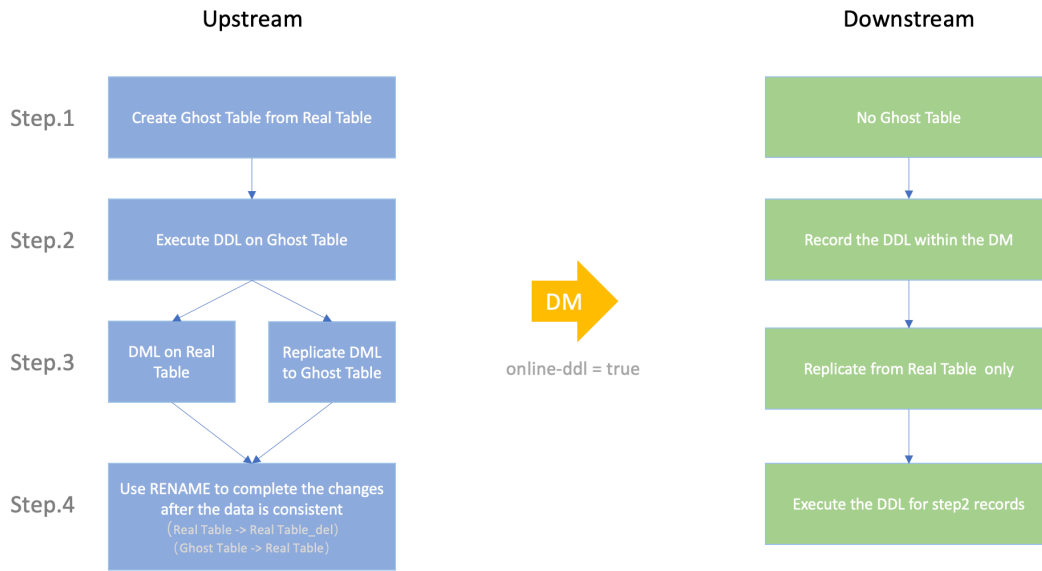 Upstream
Downstream
Step.1
Create Ghost Table from Real Table
No Ghost Table
Step.2
Execute DDL on Ghost Table
Record the DDL within the DM
DM
online-ddl = true
Step.3
DML on Real
Table
Replicate DML
to Ghost Table
Replicate from Real Table  only
Step.4
Use RENAME to complete the changes
after the data is consistent
(Real Table -> Real Table_del)
(Ghost Table -> Real Table)
Execute the DDL for step2 records